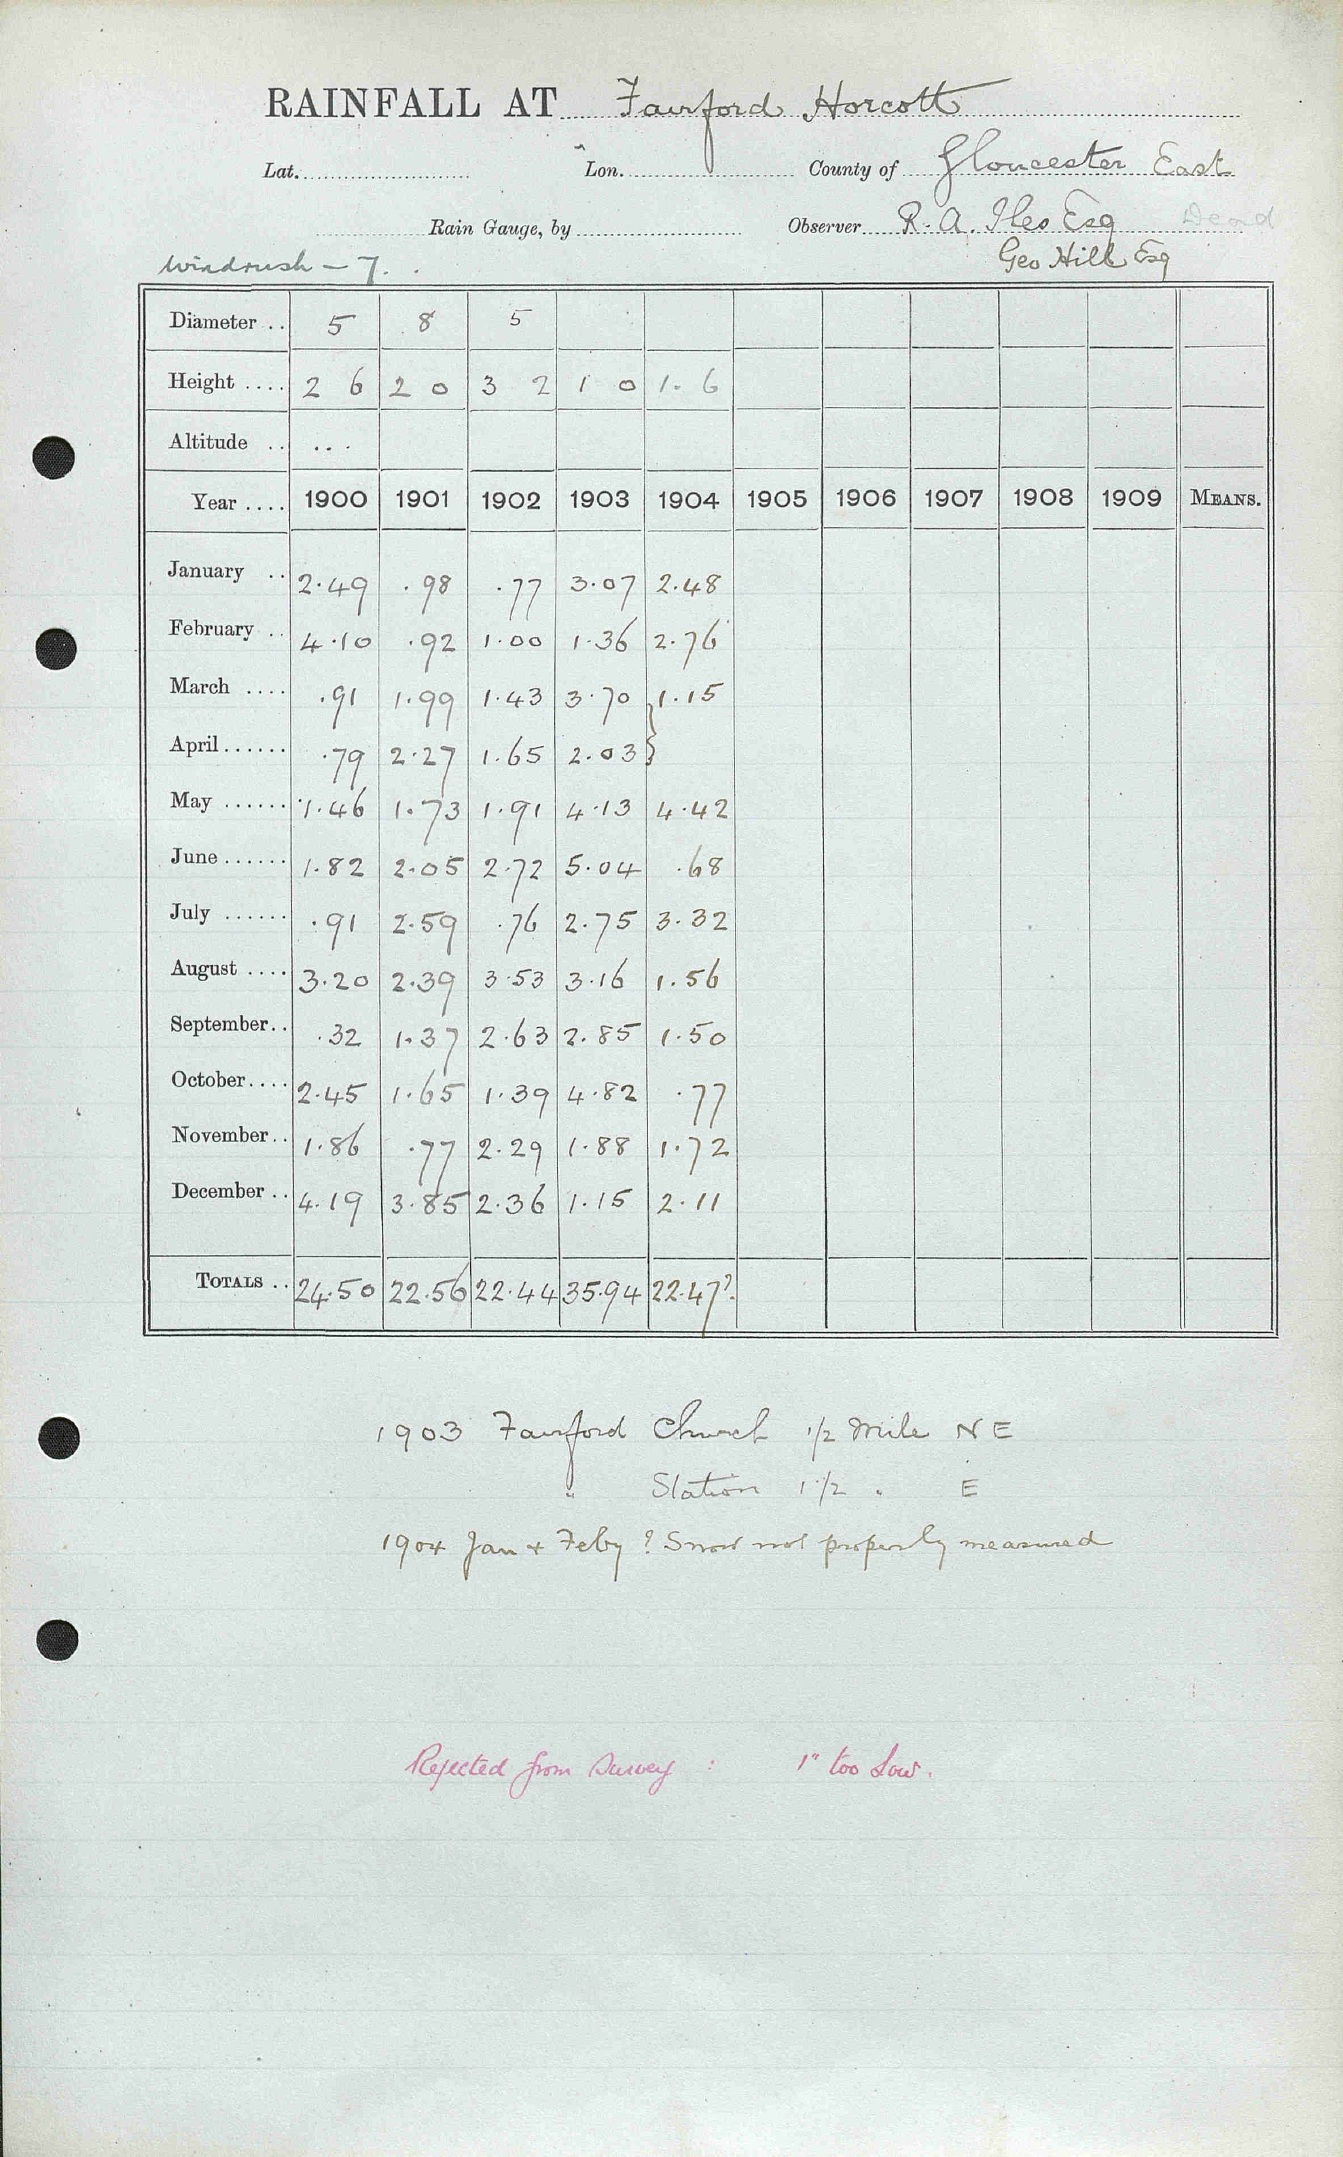 RAINFALL AT Fairford Horcott
Lat. Lon. County of Gloucester East
Rain Gauge, by Observer R. A. Iles Esq Dead
Windrush - 7. Geo Hill Esq
Diameter .. 5 8 5
Height .... 2 6 2 0 3 2 1 0 1. 6
Altitude .. ...
Year .... 1900 1901 1902 1903 1904 1905 1906 1907 1908 1909 MEANS.
January .. 2.49 .98 .77 3.07 2.48
February .. 4.10 .92 1.00 1.36 2.76
March .... .91 1.99 1.43 3.70 } 1.15
April ...... .79 2.27 1.65 2.03 }
May ...... 1.46 1.73 1.91 4.13 4.42
June ...... 1.82 2.05 2.72 5.04 .68
July ...... .91 2.59 .76 2.75 3.32
August .... 3.20 2.39 3.53 3.16 1.56
September.. .32 1.37 2.63 2.85 1.50
October.... 2.45 1.65 1.39 4.82 .77
November.. 1.86 .77 2.29 1.88 1.72
December .. 4.19 3.85 2.36 1.15 2.11
TOTALS .. 24.50 22.56 22.44 35.94 22.47?.
1903 Fairford Church 1/2 Mile NE
" Station 1 1/2 " E
1904 Jan + Feby ? Snow not properly measured
Rejected from Survey : 1" too low.